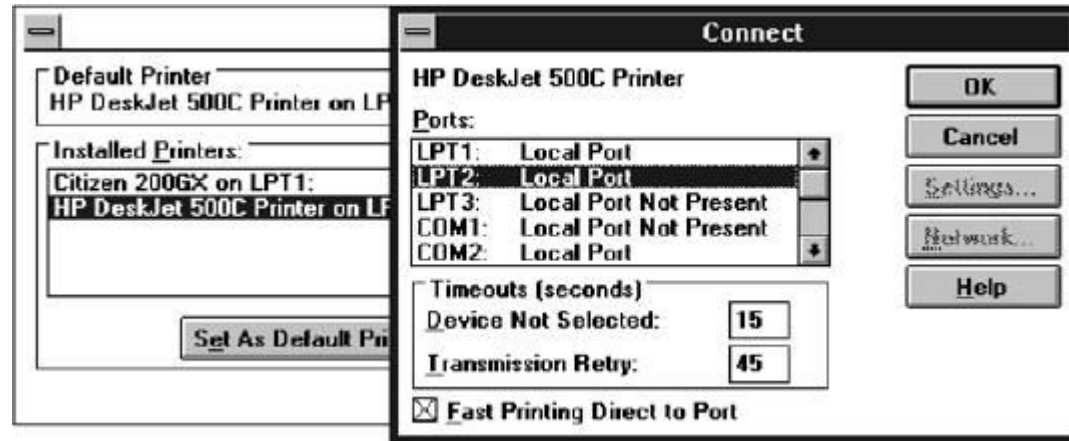 Default Printer
HP DeskJet 500C Printer on LP
Installed Printers:
Citizen 200GX on LPT1:
HP DeskJet 500C Printer on LP
Set As Default Pri
Connect
HP DeskJet 500C Printer
Ports:
LPT1: Local Port
LPT2: Local Port
LPT3: Local Port Not Present
COM1: Local Port Not Present
COM2: Local Port
Timeouts (seconds)
Device Not Selected: 15
Transmission Retry: 45
Fast Printing Direct to Port
OK
Cancel
Settings...
Network...
Help